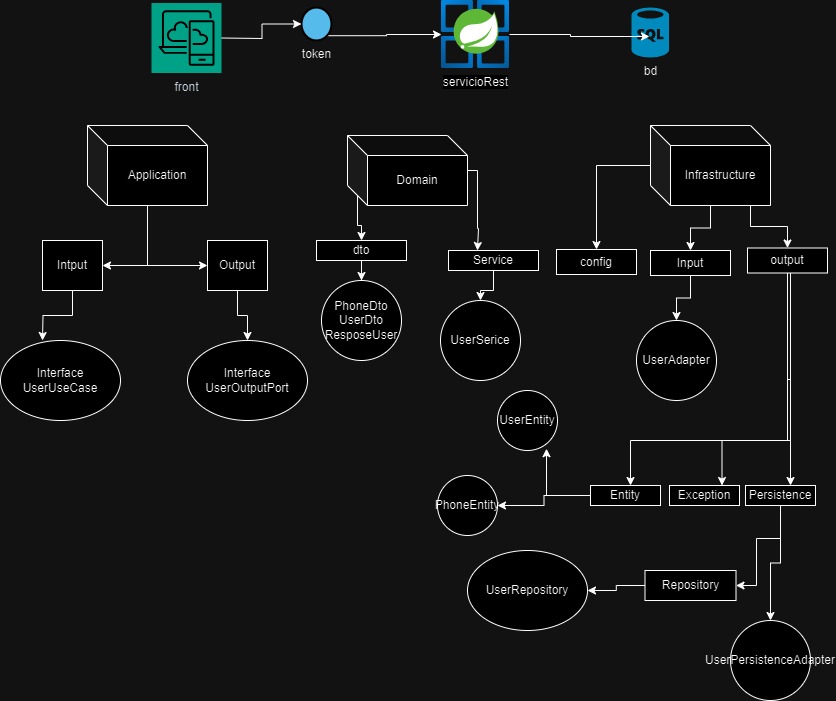 SQL
token
front
servicioRest
bd
Application
Domain
Infrastructure
Intput
Output
dto
Service
config
Input
output
PhoneDto
UserDto
ResposeUser
UserSerice
UserAdapter
Interface
UserUseCase
Interface
UserOutputPort
UserEntity
PhoneEntity
Entity
Exception
Persistence
UserRepository
Repository
UserPersistenceAdapter